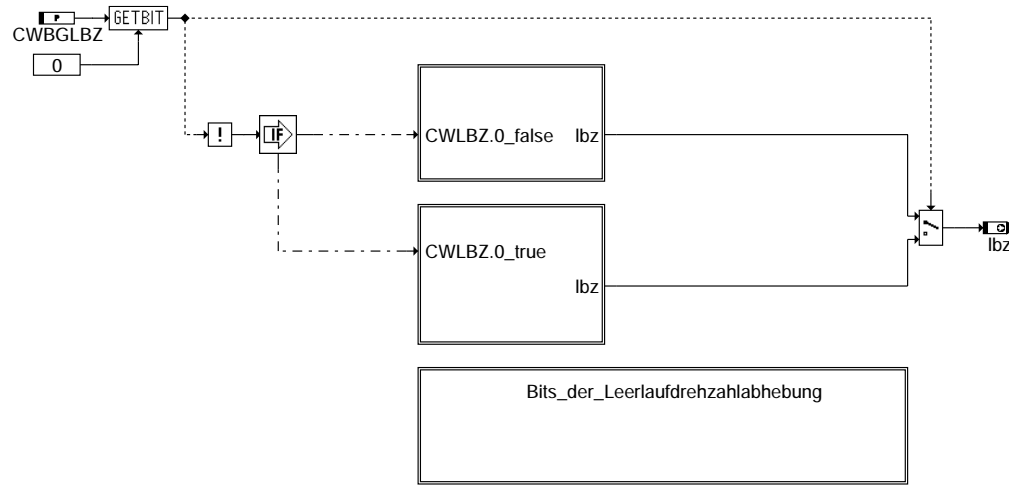 P
GETBIT
CWBGLBZ
0
!
IF
CWLBZ.0_false lbz
CWLBZ.0_true
lbz
lbz
Bits_der_Leerlaufdrehzahlabhebung